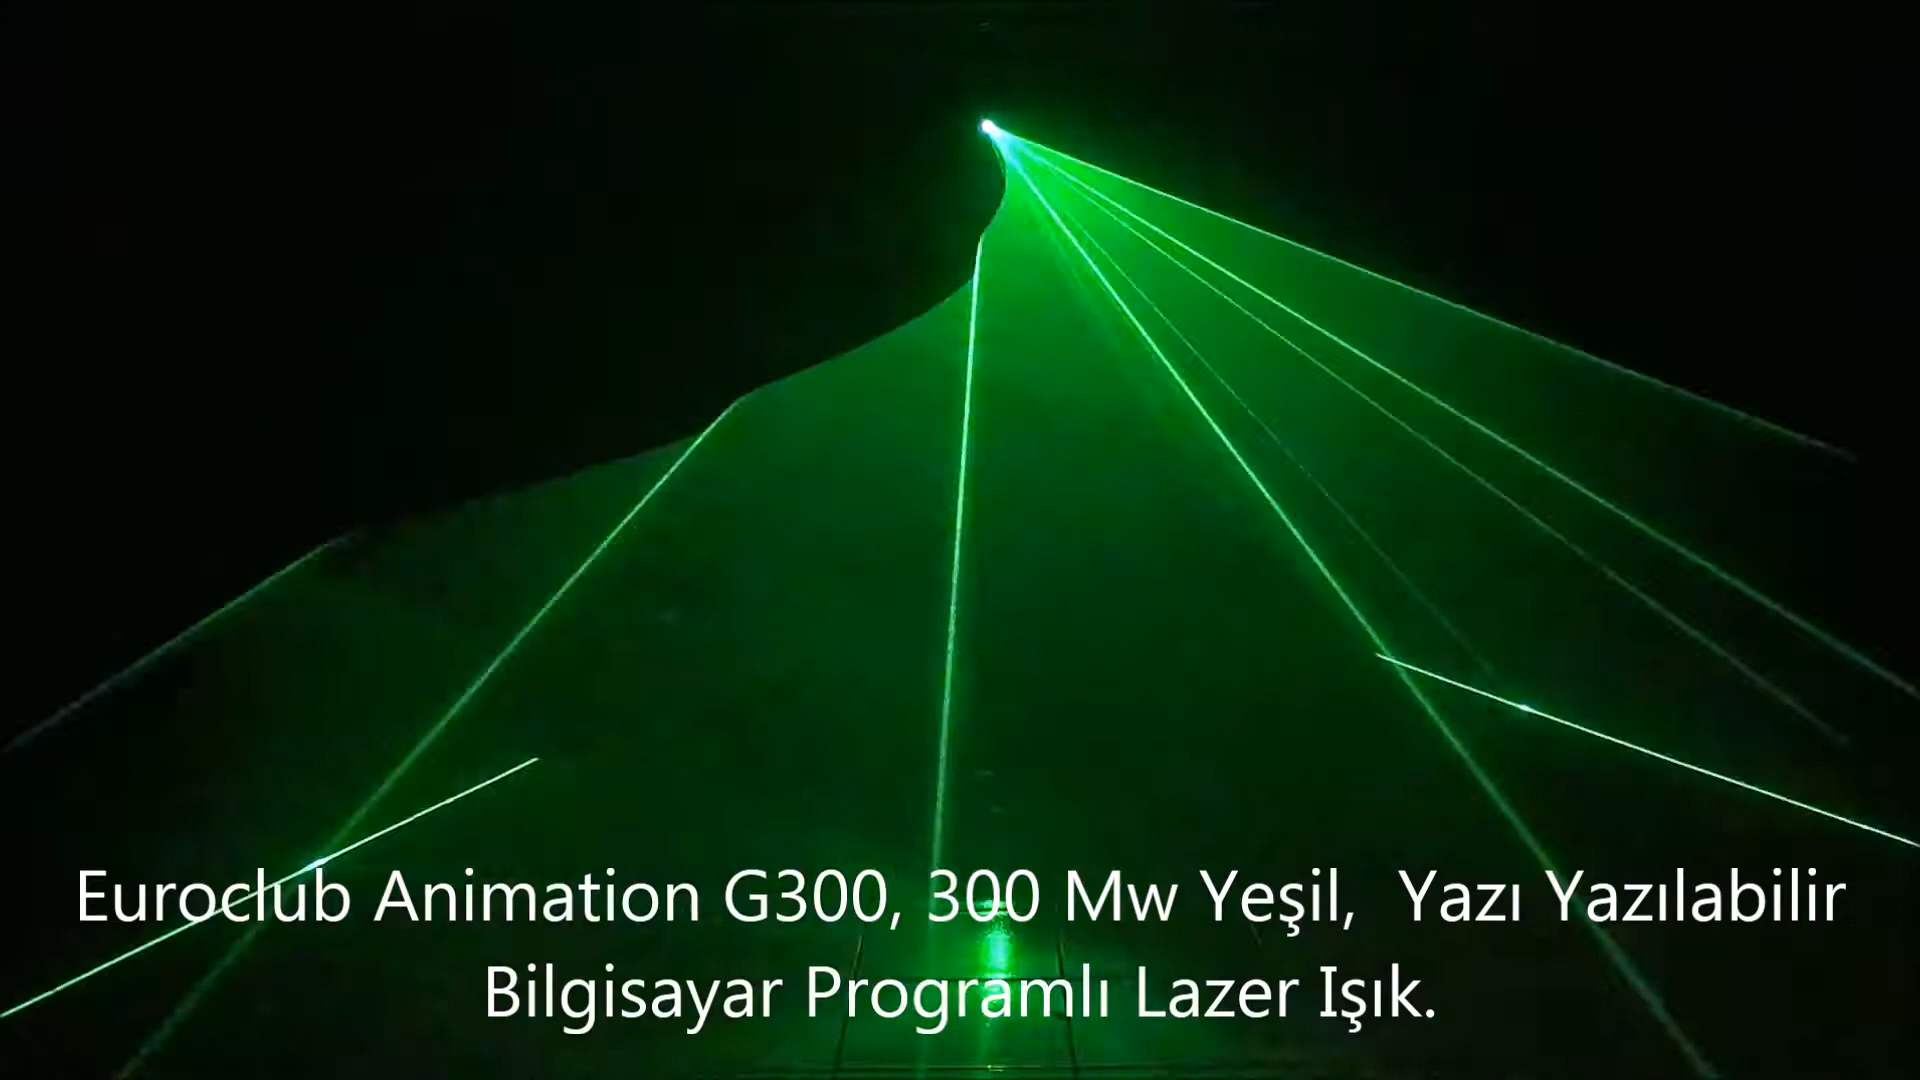 Euroclub Animation G300, 300 Mw Yeşil,  Yazı Yazılabilir
Bilgisayar Programlı Lazer Işık.